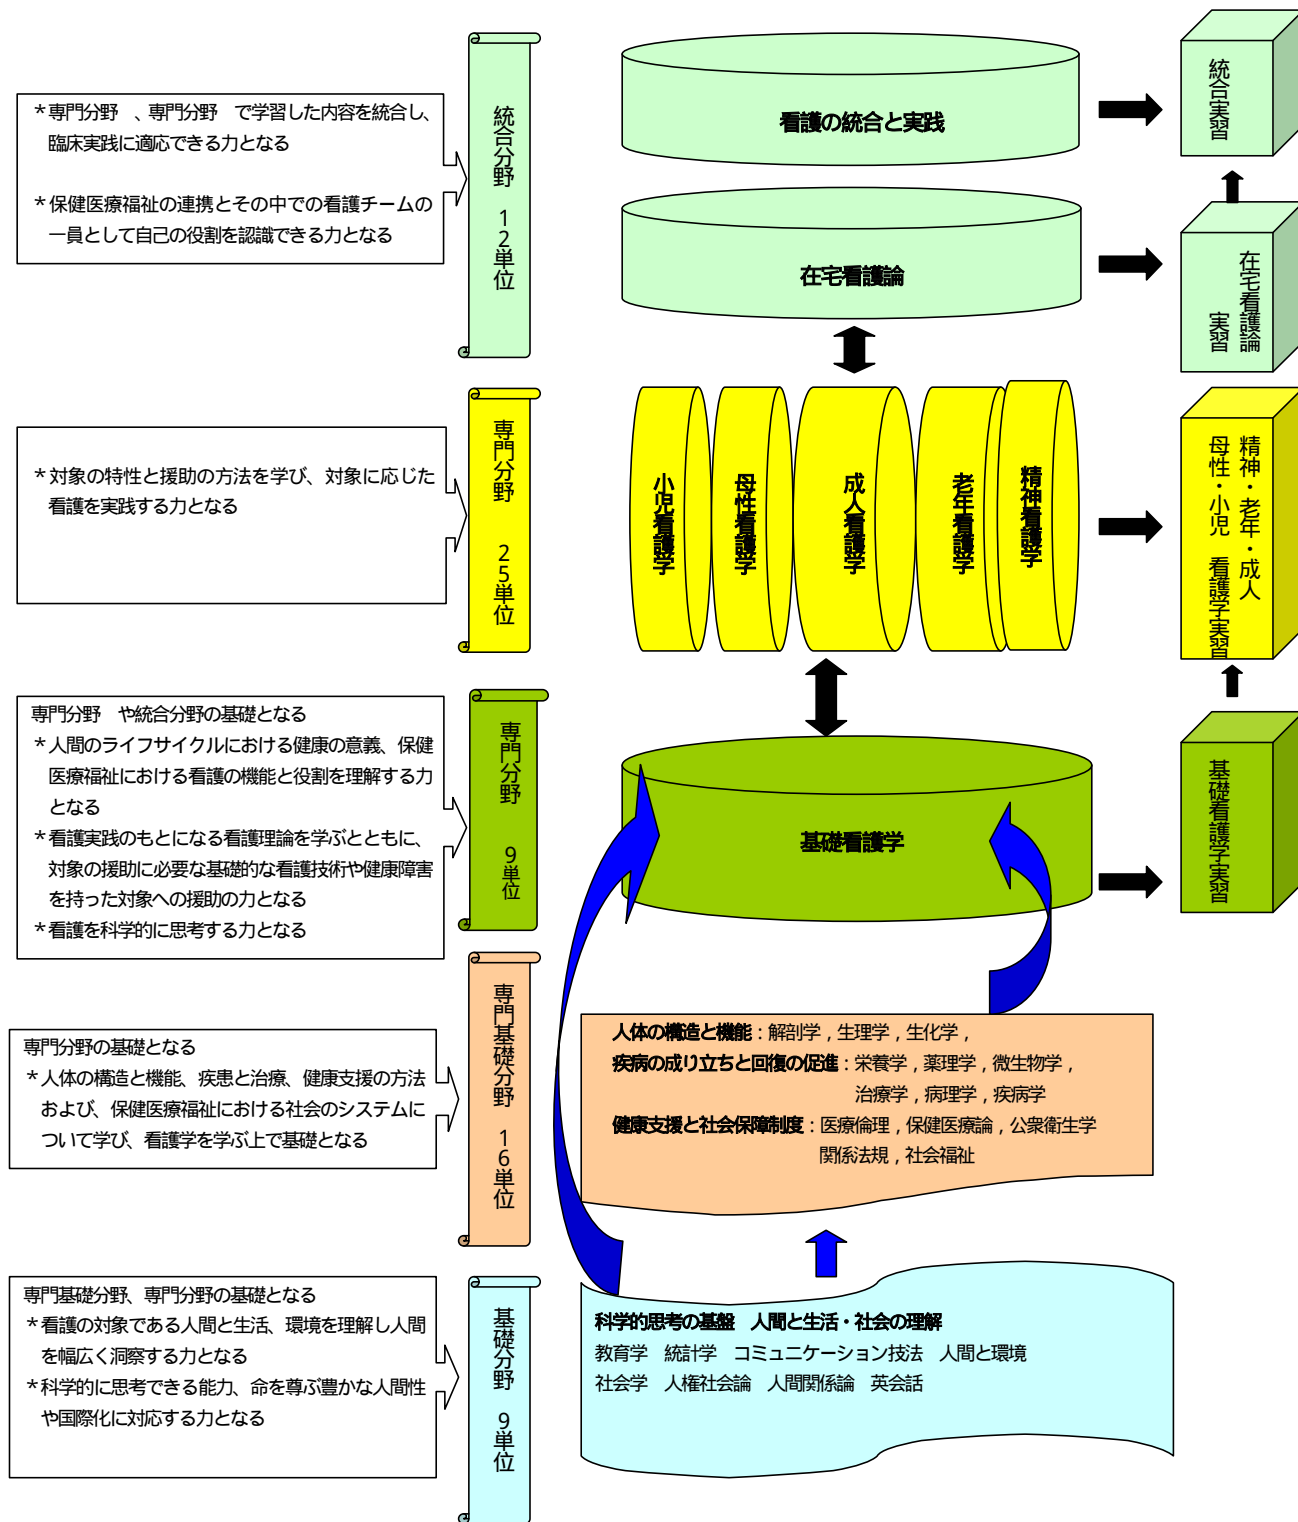 *専門分野　、専門分野　で学習した内容を統合し、
臨床実践に適応できる力となる
*保健医療福祉の連携とその中での看護チームの
一員として自己の役割を認識できる力となる
統合分野　12単位
看護の統合と実践
統合実習
在宅看護論
在宅看護論
実習
*対象の特性と援助の方法を学び、対象に応じた
看護を実践する力となる
専門分野　25単位
小児看護学
母性看護学
成人看護学
老年看護学
精神看護学
精神・老年・成人
母性・小児　看護学実習
専門分野　や統合分野の基礎となる
*人間のライフサイクルにおける健康の意義、保健
医療福祉における看護の機能と役割を理解する力
となる
*看護実践のもとになる看護理論を学ぶとともに、
対象の援助に必要な基礎的な看護技術や健康障害
を持った対象への援助の力となる
*看護を科学的に思考する力となる
専門分野　9単位
基礎看護学
基礎看護学実習
専門分野の基礎となる
*人体の構造と機能、疾患と治療、健康支援の方法
および、保健医療福祉における社会のシステムに
ついて学び、看護学を学ぶ上で基礎となる
専門基礎分野　16単位
人体の構造と機能：解剖学，生理学，生化学，
疾病の成り立ちと回復の促進：栄養学，薬理学，微生物学，
治療学，病理学，疾病学
健康支援と社会保障制度：医療倫理，保健医療論，公衆衛生学
関係法規，社会福祉
専門基礎分野、専門分野の基礎となる
*看護の対象である人間と生活、環境を理解し人間
を幅広く洞察する力となる
*科学的に思考できる能力、命を尊ぶ豊かな人間性
や国際化に対応する力となる
基礎分野　9単位
科学的思考の基盤　人間と生活・社会の理解
教育学　統計学　コミュニケーション技法　人間と環境
社会学　人権社会論　人間関係論　英会話